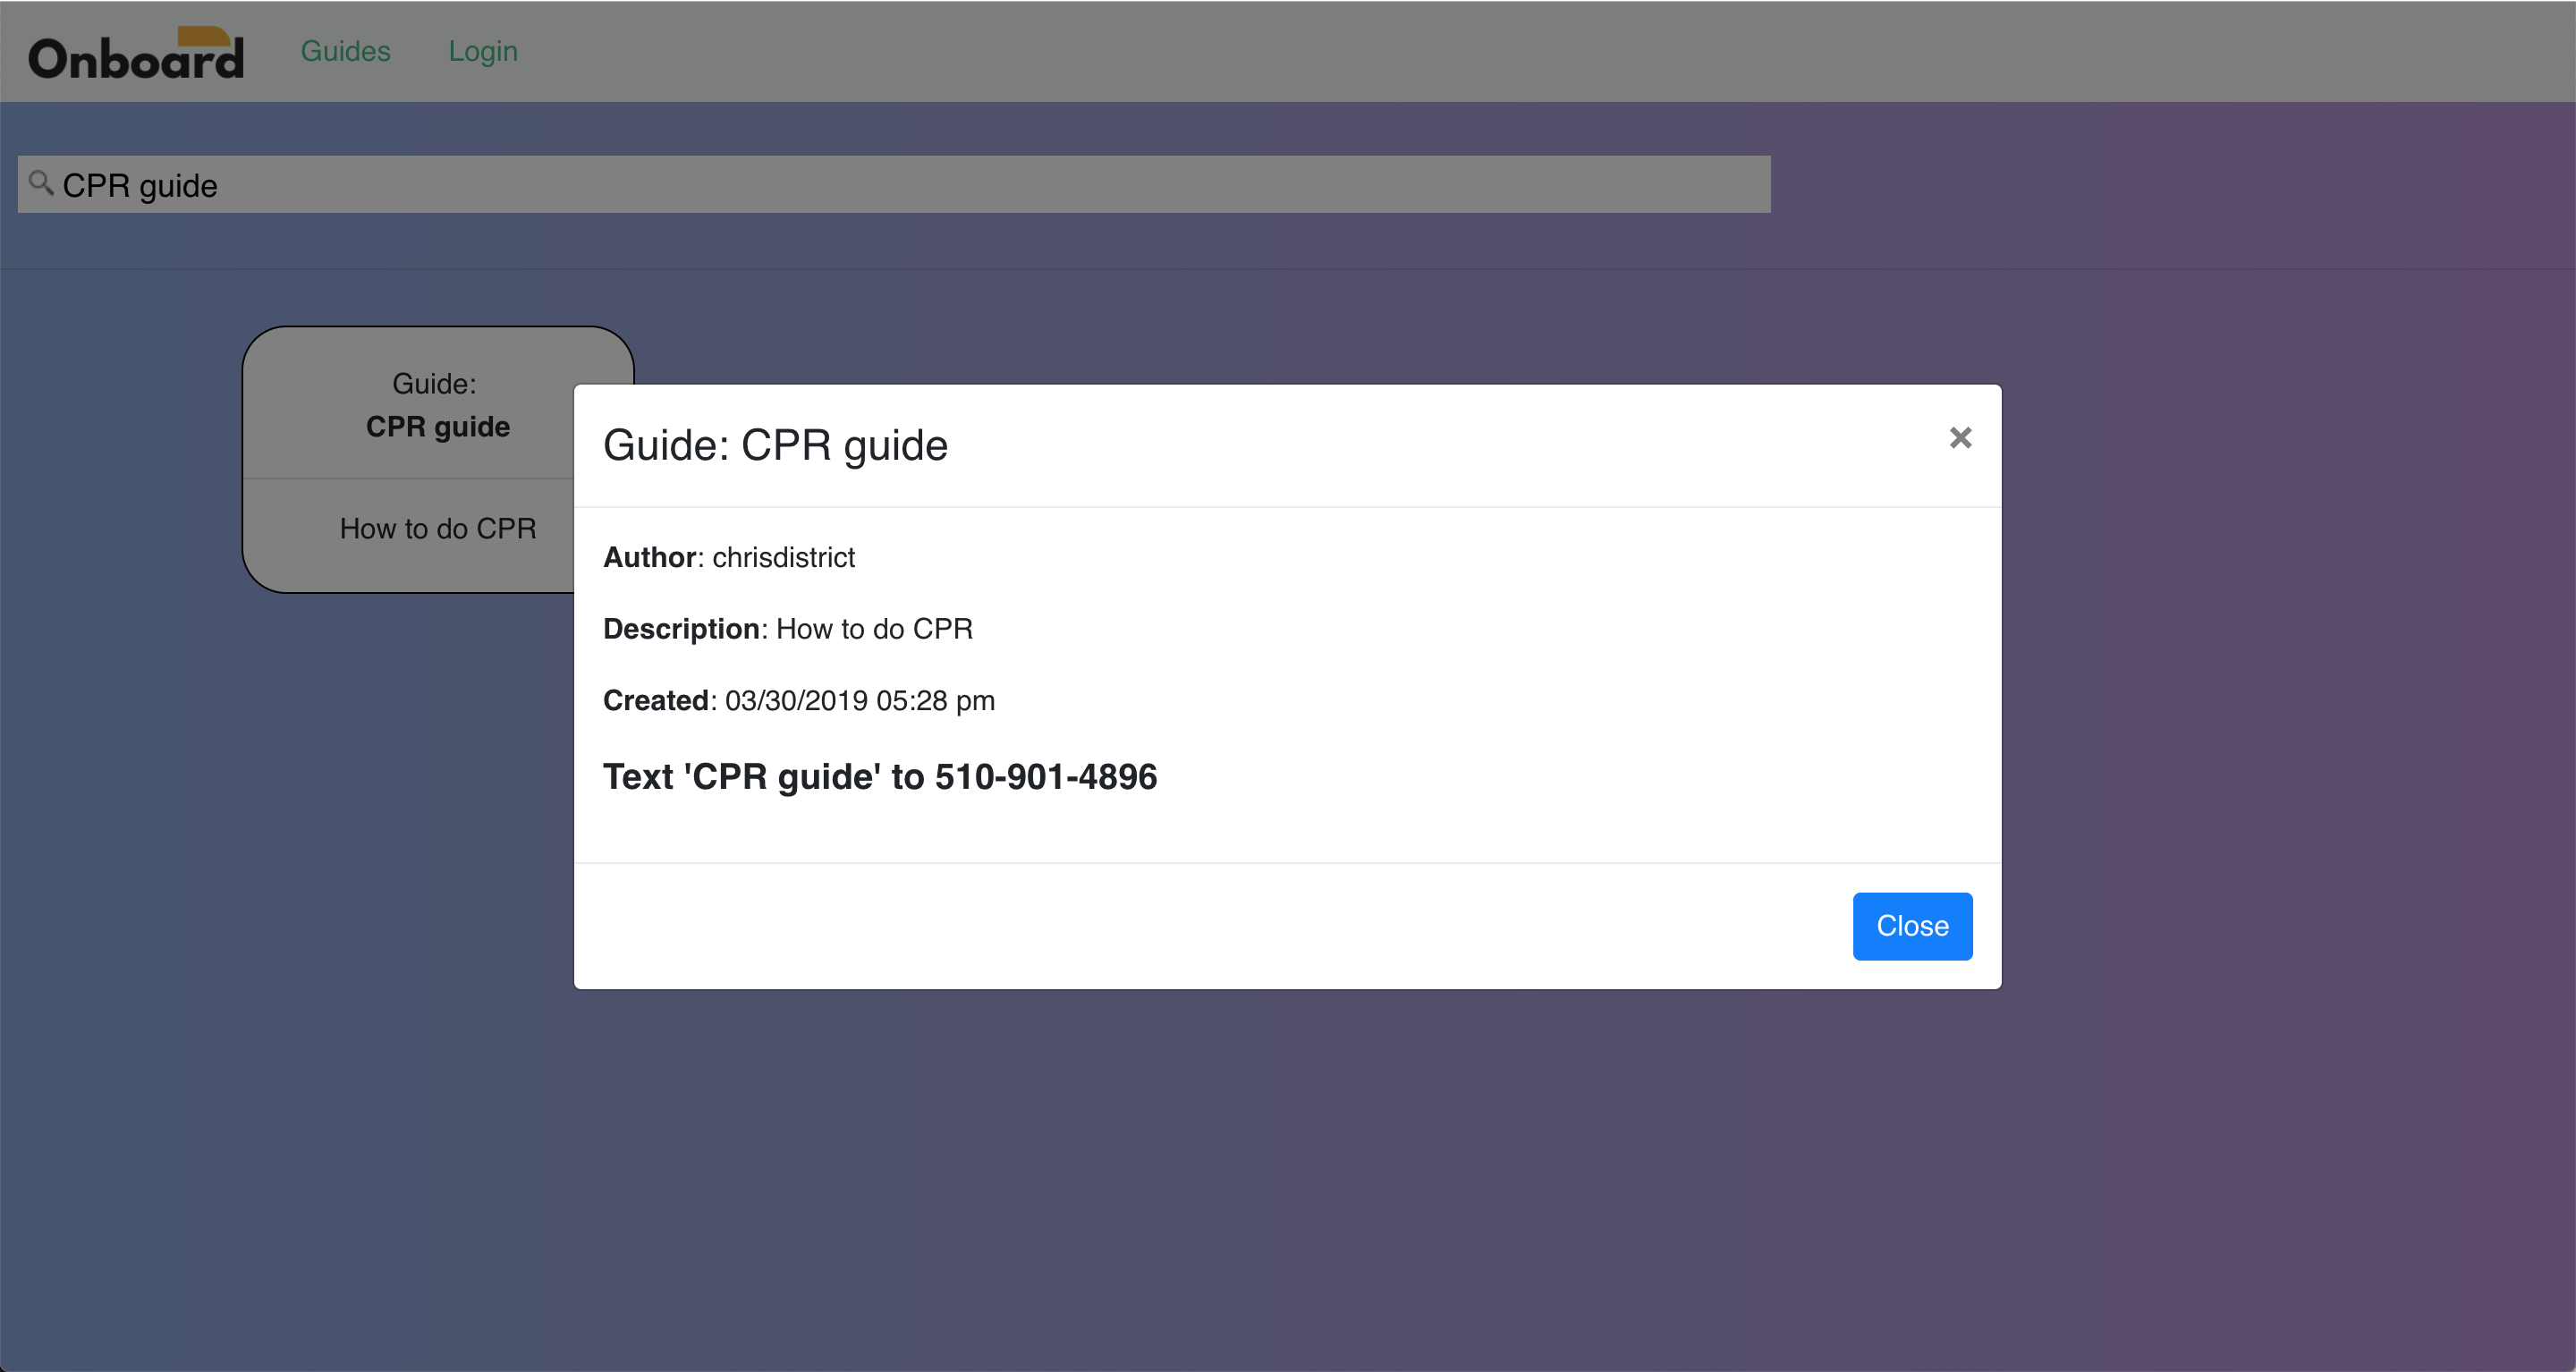 Onboard
Guides
Login
CPR guide
Guide:
CPR guide
How to do CPR
Guide: CPR guide
×
Author: chrisdistrict
Description: How to do CPR
Created: 03/30/2019 05:28 pm
Text 'CPR guide' to 510-901-4896
Close